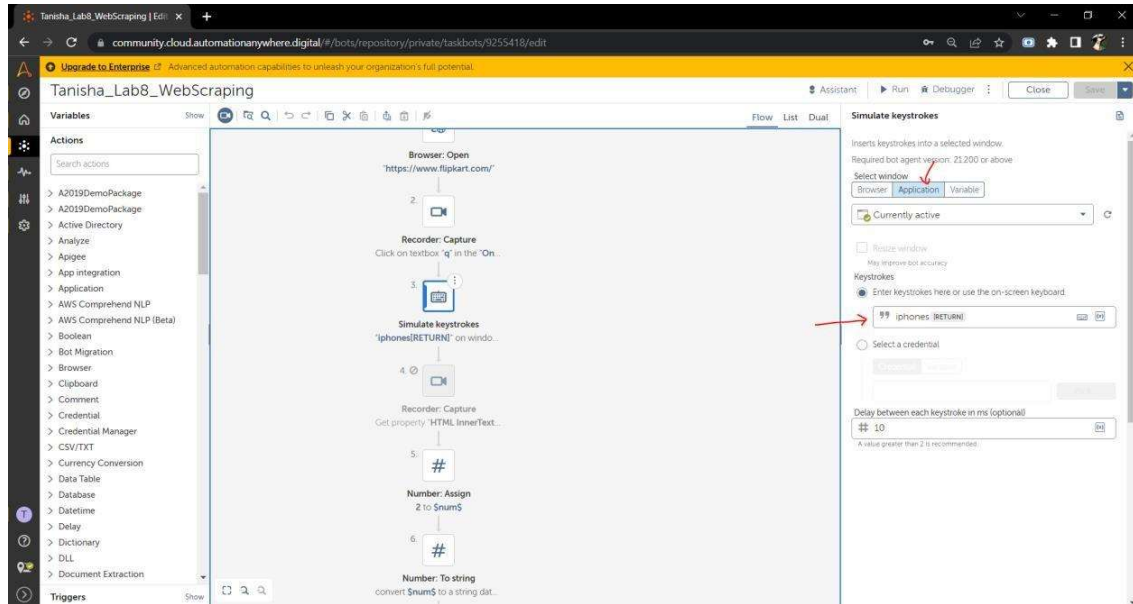 Tanisha_Lab8_WebScraping | Edit
community.cloud.automationanywhere.digital/#/bots/repository/private/taskbots/9255418/edit
Upgrade to Enterprise Advanced automation capabilities to unleash your organization's full potential.
Tanisha_Lab8_WebScraping
Assistant
Run
Debugger
Close
Save
Variables
Show
Flow
List
Dual
Simulate keystrokes
Actions
Search actions
A2019DemoPackage
A2019DemoPackage
Active Directory
Analyze
Apigee
App integration
Application
AWS Comprehend NLP
AWS Comprehend NLP (Beta)
Boolean
Bot Migration
Browser
Clipboard
Comment
Credential
Credential Manager
CSV/TXT
Currency Conversion
Data Table
Database
Datetime
Delay
Dictionary
DLL
Document Extraction
Triggers
Show
Browser: Open
"https://www.flipkart.com/"
2.
Recorder: Capture
Click on textbox "q" in the "On...
3.
Simulate keystrokes
"iphones[RETURN]" on windo...
4.
Recorder: Capture
Get property "HTML InnerText...
5.
#
Number: Assign
2 to $num$
6.
#
Number: To string
convert $num$ to a string dat...
Inserts keystrokes into a selected window.
Required bot agent version: 21.200 or above
Select window
Browser
Application
Variable
Currently active
Resize window
May improve bot accuracy
Keystrokes
Enter keystrokes here or use the on-screen keyboard.
iphones [RETURN]
(x)
Select a credential
Delay between each keystroke in ms (optional)
# 10
(x)
A value greater than 2 is recommended.
T